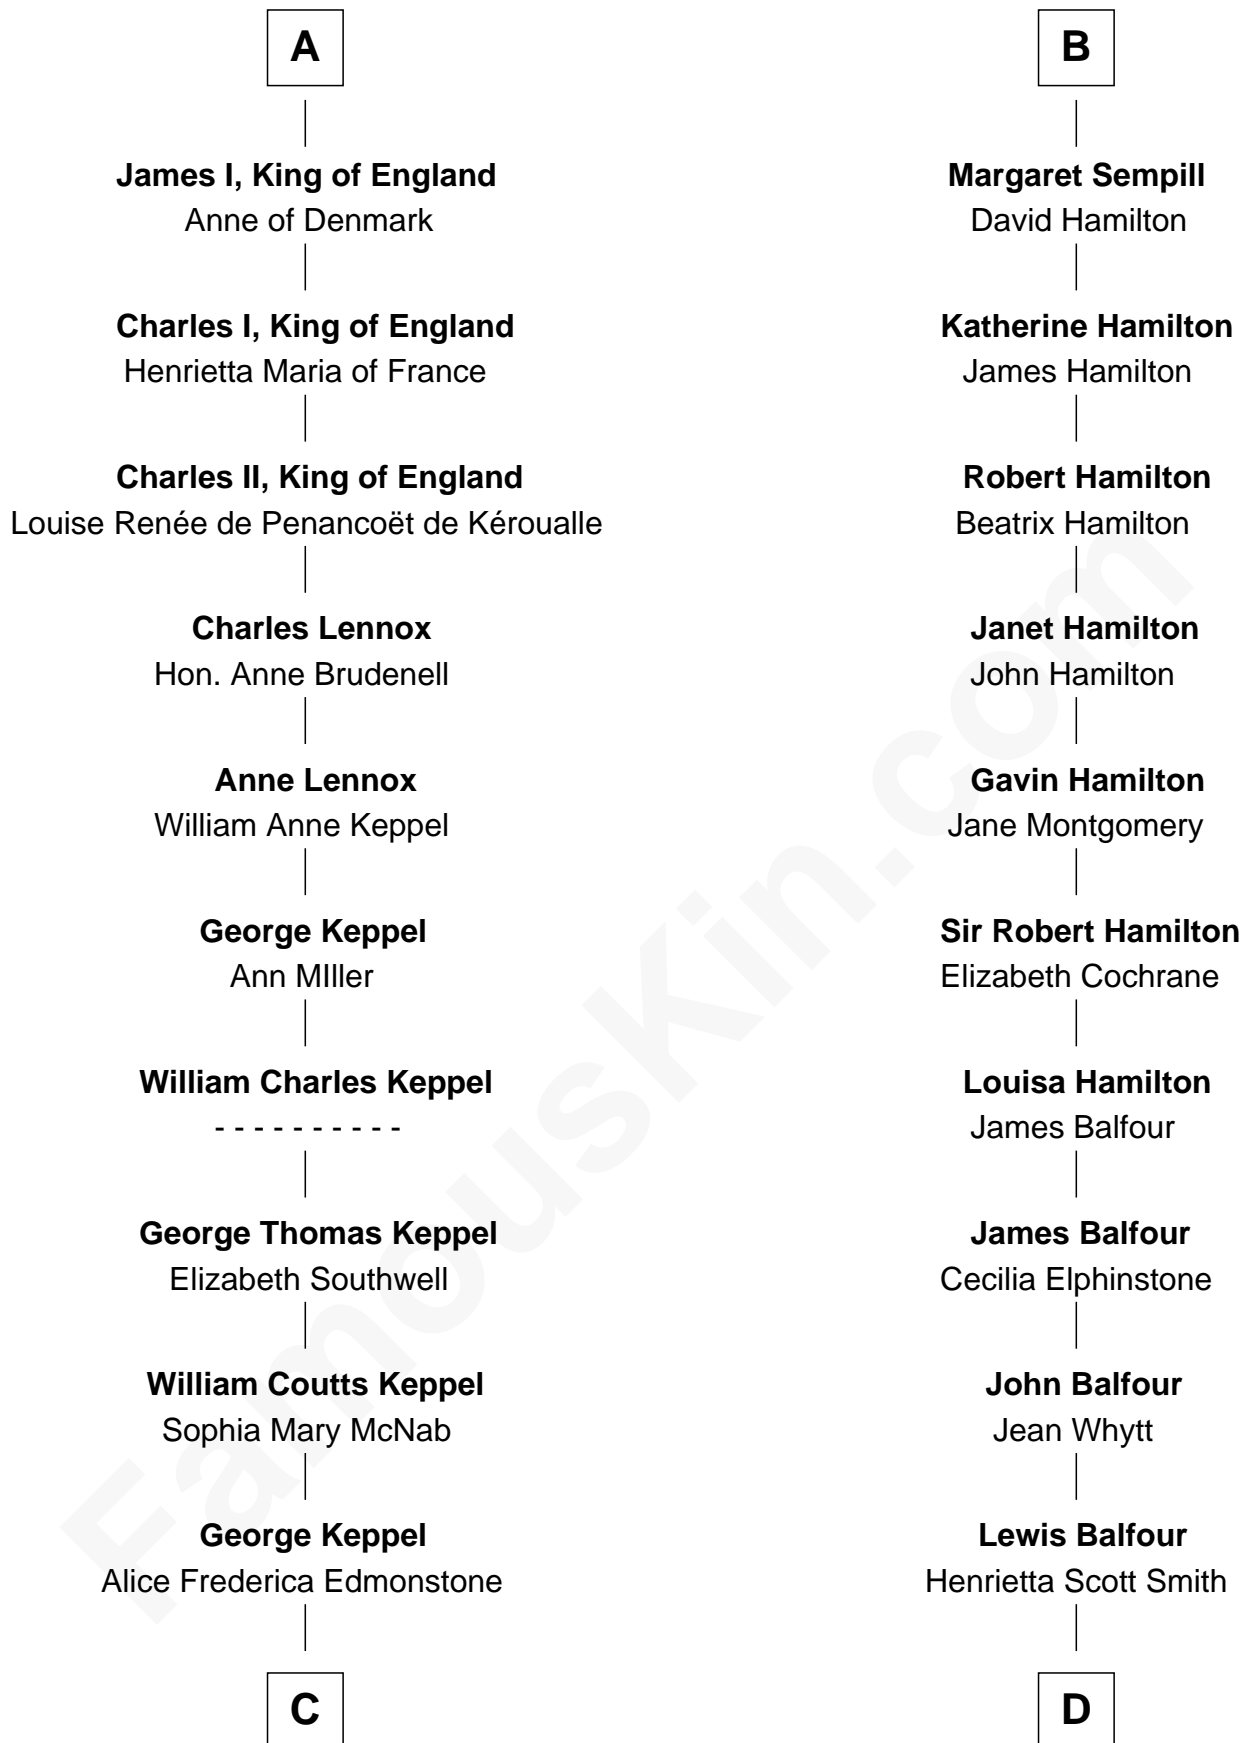 A
James I, King of England
Anne of Denmark
Charles I, King of England
Henrietta Maria of France
Charles II, King of England
Louise Renée de Penancoët de Kéroualle
Charles Lennox
Hon. Anne Brudenell
Anne Lennox
William Anne Keppel
George Keppel
Ann MIller
William Charles Keppel
- - - - - - - - - -
George Thomas Keppel
Elizabeth Southwell
William Coutts Keppel
Sophia Mary McNab
George Keppel
Alice Frederica Edmonstone
C
B
Margaret Sempill
David Hamilton
Katherine Hamilton
James Hamilton
Robert Hamilton
Beatrix Hamilton
Janet Hamilton
John Hamilton
Gavin Hamilton
Jane Montgomery
Sir Robert Hamilton
Elizabeth Cochrane
Louisa Hamilton
James Balfour
James Balfour
Cecilia Elphinstone
John Balfour
Jean Whytt
Lewis Balfour
Henrietta Scott Smith
D
FamousKin.com